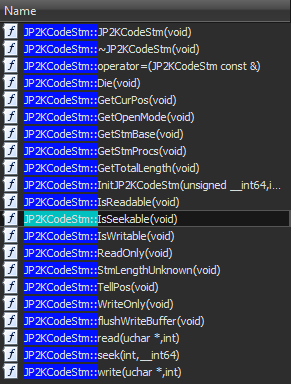 Name
JP2KCodeStm::JP2KCodeStm(void)
JP2KCodeStm::~JP2KCodeStm(void)
JP2KCodeStm::operator=(JP2KCodeStm const &)
JP2KCodeStm::Die(void)
JP2KCodeStm::GetCurPos(void)
JP2KCodeStm::GetOpenMode(void)
JP2KCodeStm::GetStmBase(void)
JP2KCodeStm::GetStmProcs(void)
JP2KCodeStm::GetTotalLength(void)
JP2KCodeStm::InitJP2KCodeStm(unsigned __int64,i...
JP2KCodeStm::IsReadable(void)
JP2KCodeStm::IsSeekable(void)
JP2KCodeStm::IsWritable(void)
JP2KCodeStm::ReadOnly(void)
JP2KCodeStm::StmLengthUnknown(void)
JP2KCodeStm::TellPos(void)
JP2KCodeStm::WriteOnly(void)
JP2KCodeStm::flushWriteBuffer(void)
JP2KCodeStm::read(uchar *,int)
JP2KCodeStm::seek(int,__int64)
JP2KCodeStm::write(uchar *,int)